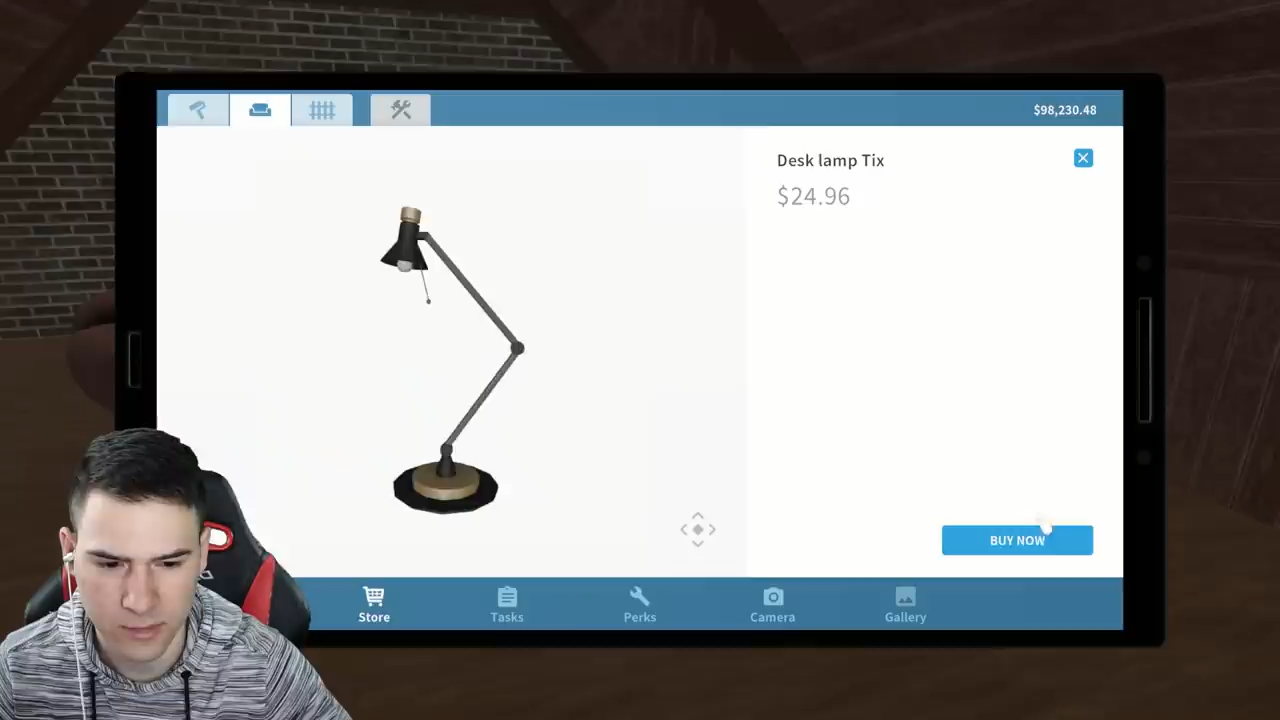 $98,230.48
Desk lamp Tix
$24.96
BUY NOW
Store
Tasks
Perks
Camera
Gallery